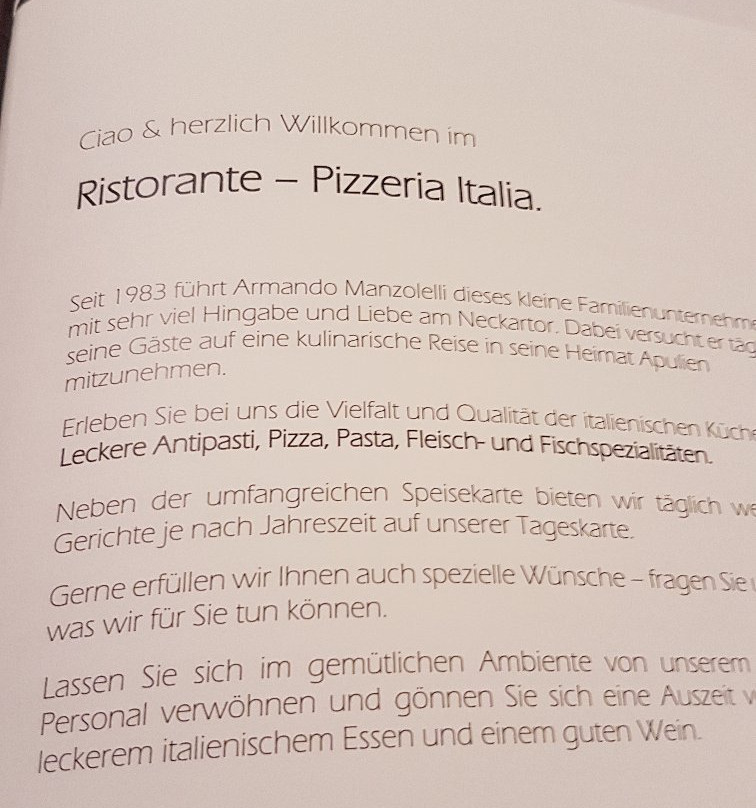 Ciao & herzlich Willkommen im
Ristorante – Pizzeria Italia.
Seit 1983 führt Armando Manzolelli dieses kleine Familienunternehme
mit sehr viel Hingabe und Liebe am Neckartor. Dabei versucht er täg
seine Gäste auf eine kulinarische Reise in seine Heimat Apulien
mitzunehmen.
Erleben Sie bei uns die Vielfalt und Qualität der italienischen Küche
Leckere Antipasti, Pizza, Pasta, Fleisch- und Fischspezialitäten.
Neben der umfangreichen Speisekarte bieten wir täglich we
Gerichte je nach Jahreszeit auf unserer Tageskarte.
Gerne erfüllen wir Ihnen auch spezielle Wünsche – fragen Sie
was wir für Sie tun können.
Lassen Sie sich im gemütlichen Ambiente von unserem
Personal verwöhnen und gönnen Sie sich eine Auszeit
leckerem italienischem Essen und einem guten Wein.